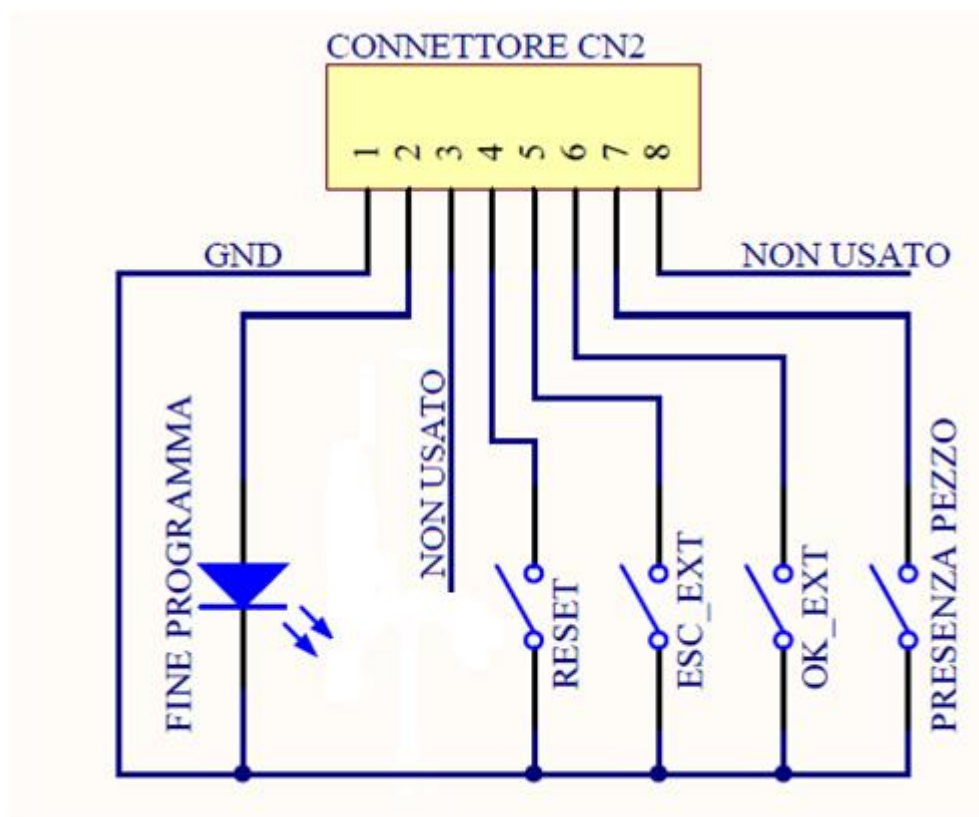 CONNETTORE CN2
1 2 3 4 5 6 7 8
GND
NON USATO
FINE PROGRAMMA
NON USATO
RESET
ESC_EXT
OK_EXT
PRESENZA PEZZO